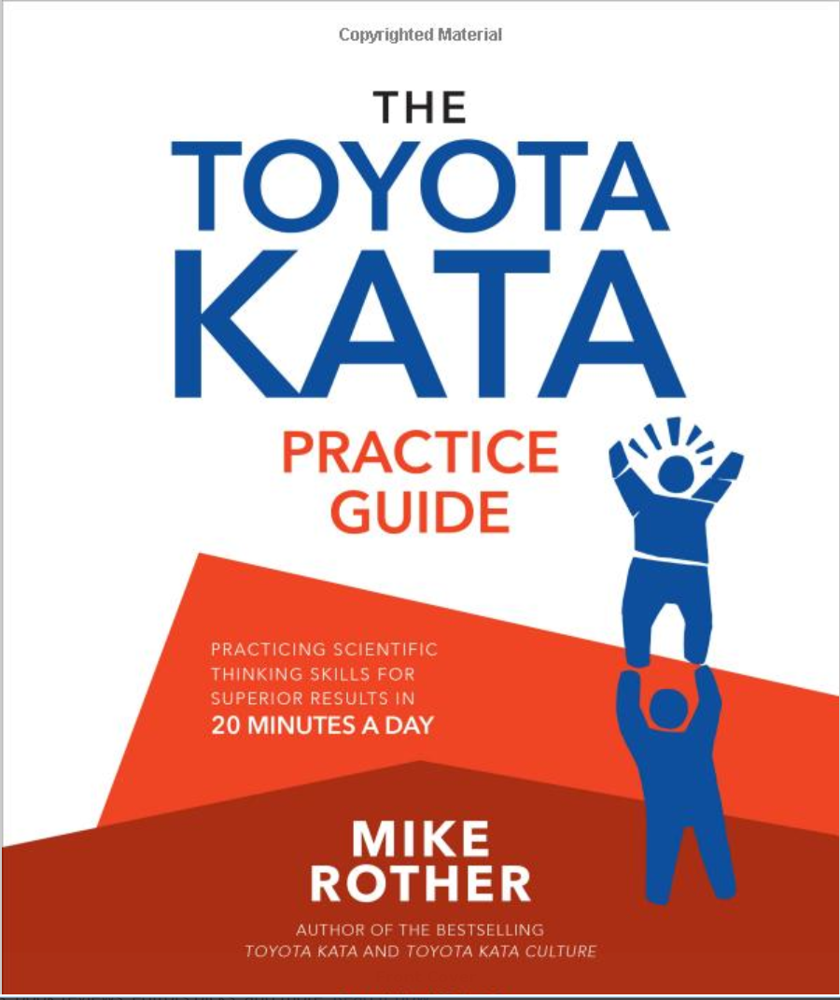 Copyrighted Material
THE
TOYOTA
KATA
PRACTICE
GUIDE
PRACTICING SCIENTIFIC
THINKING SKILLS FOR
SUPERIOR RESULTS IN
20 MINUTES A DAY
MIKE
ROTHER
AUTHOR OF THE BESTSELLING
TOYOTA KATA AND TOYOTA KATA CULTURE